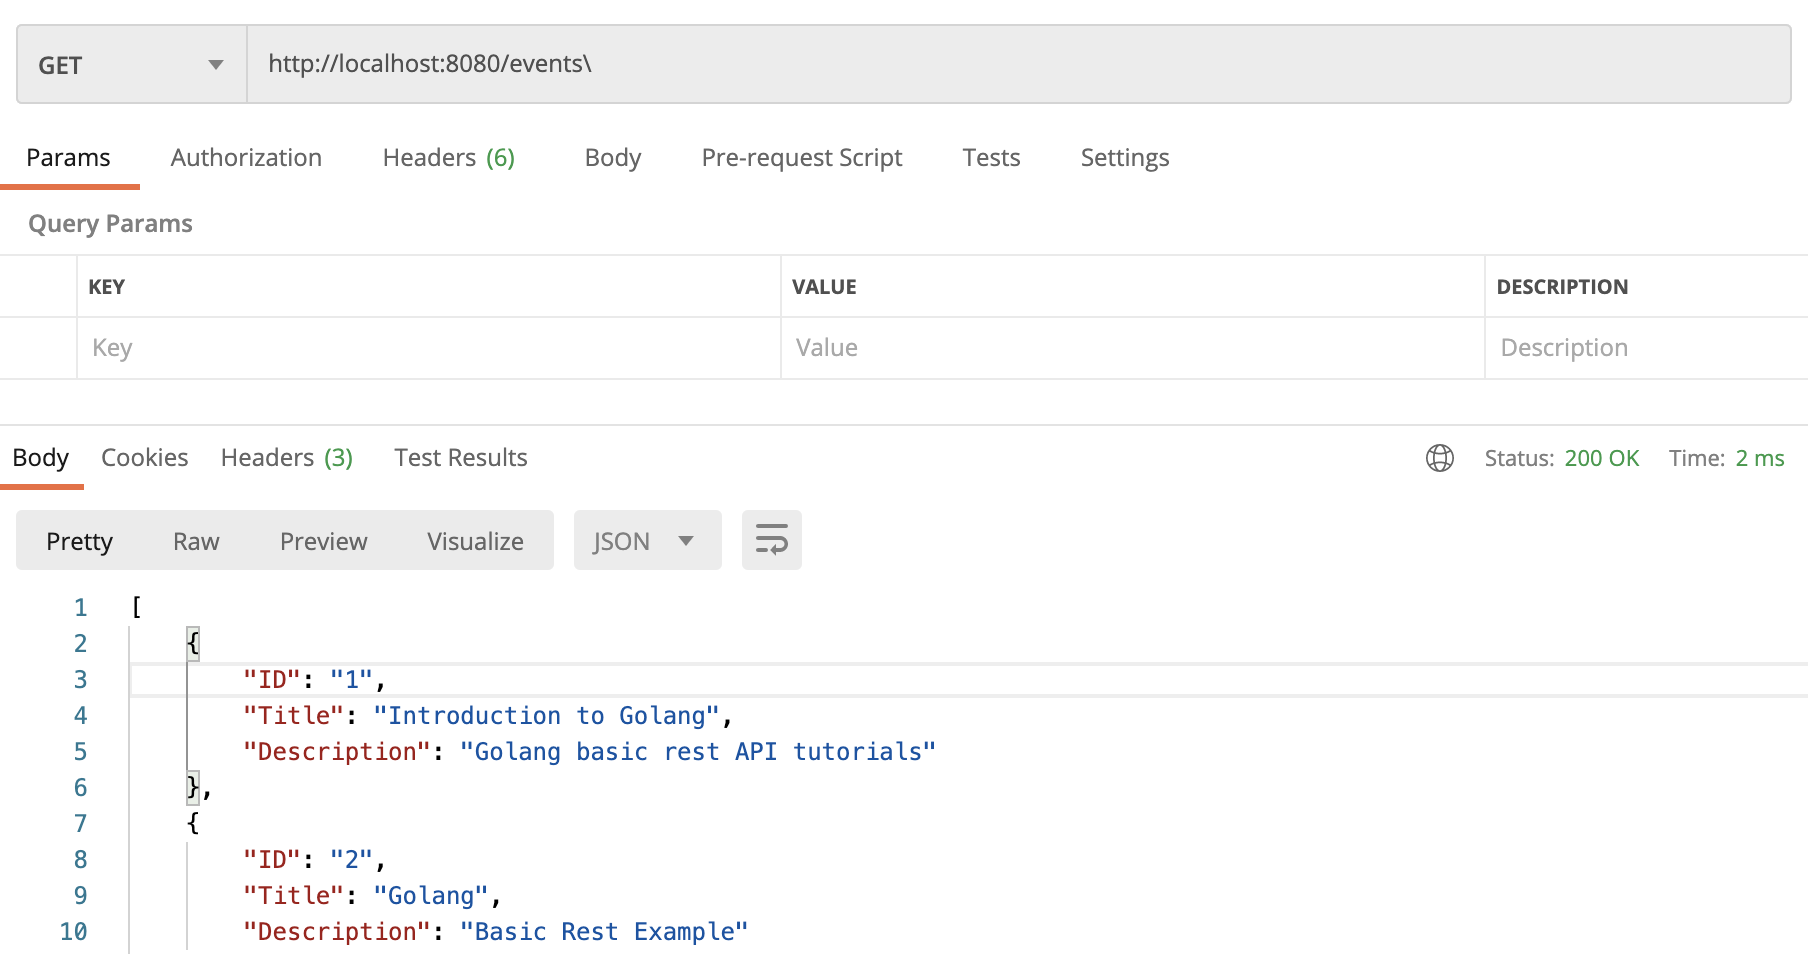 GET http://localhost:8080/events\
Params Authorization Headers (6) Body Pre-request Script Tests Settings
Query Params
KEY VALUE DESCRIPTION
Key Value Description
Body Cookies Headers (3) Test Results Status: 200 OK Time: 2 ms
Pretty Raw Preview Visualize JSON
1 [
2 {
3 "ID": "1",
4 "Title": "Introduction to Golang",
5 "Description": "Golang basic rest API tutorials"
6 },
7 {
8 "ID": "2",
9 "Title": "Golang",
10 "Description": "Basic Rest Example"